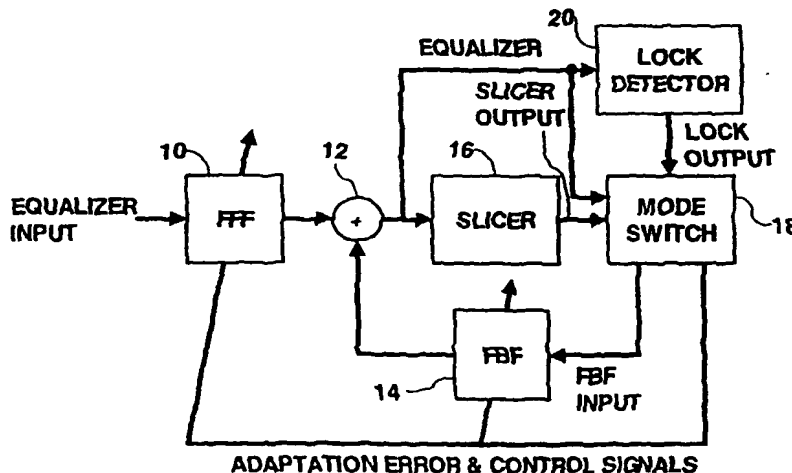 20
EQUALIZER
LOCK
DETECTOR
SLICER
OUTPUT
LOCK
OUTPUT
10
12
16
EQUALIZER
INPUT
FFF
+
SLICER
MODE
SWITCH
18
FBF
14
FBF
INPUT
ADAPTATION ERROR & CONTROL SIGNALS